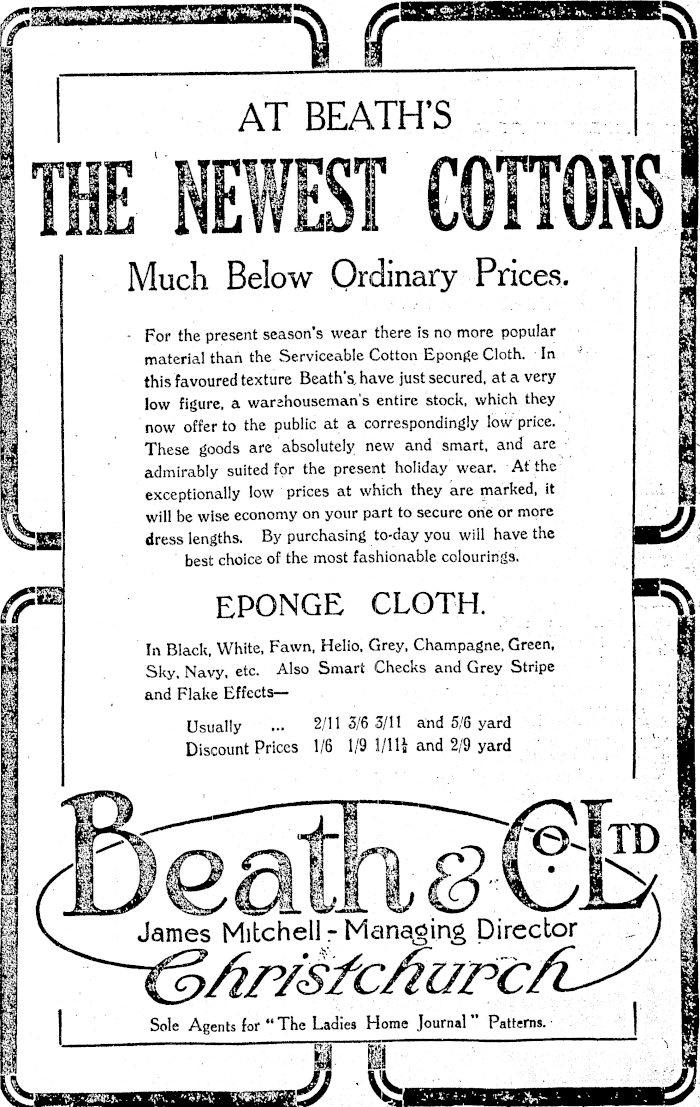 AT BEATH'S
THE NEWEST COTTONS
Much Below Ordinary Prices.
For the present season's wear there is no more popular
material than the Serviceable Cotton Eponge Cloth. In
this favoured texture Beath's, have just secured, at a very
low figure, a warehouseman's entire stock, which they
now offer to the public at a correspondingly low price.
These goods are absolutely new and smart, and are
admirably suited for the present holiday wear. At the
exceptionally low prices at which they are marked, it
will be wise economy on your part to secure one or more
dress lengths. By purchasing to-day you will have the
best choice of the most fashionable colourings.
EPONGE CLOTH.
In Black, White, Fawn, Helio, Grey, Champagne, Green,
Sky, Navy, etc. Also Smart Checks and Grey Stripe
and Flake Effects—
Usually ... 2/11 3/6 3/11 and 5/6 yard
Discount Prices 1/6 1/9 1/11½ and 2/9 yard
Beath & Co. LTD
James Mitchell - Managing Director
Christchurch
Sole Agents for "The Ladies Home Journal" Patterns.